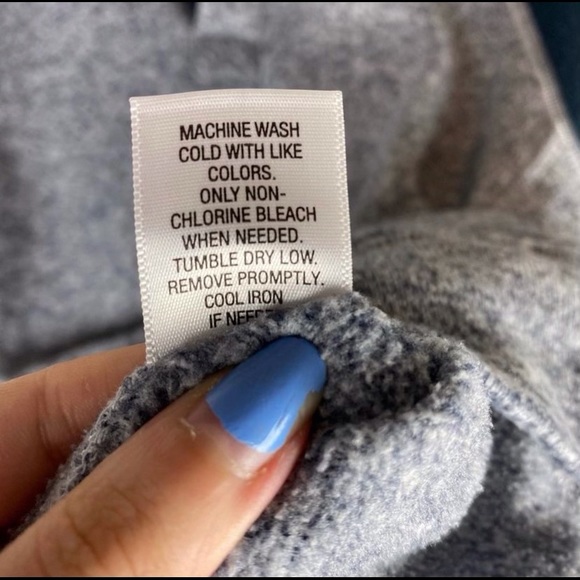 MACHINE WASH
COLD WITH LIKE
COLORS.
ONLY NON-
CHLORINE BLEACH
WHEN NEEDED.
TUMBLE DRY LOW.
REMOVE PROMPTLY.
COOL IRON
IF